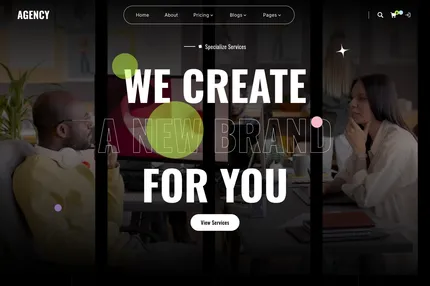 AGENCY
Home About Pricing Blogs Pages
Specialize Services
WE CREATE
A NEW BRAND
FOR YOU
View Services